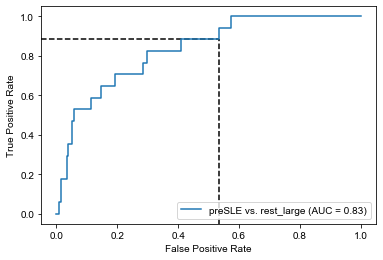 1.0
0.8
0.6
0.4
0.2
0.0
True Positive Rate
preSLE vs. rest_large (AUC = 0.83)
0.0 0.2 0.4 0.6 0.8 1.0
False Positive Rate